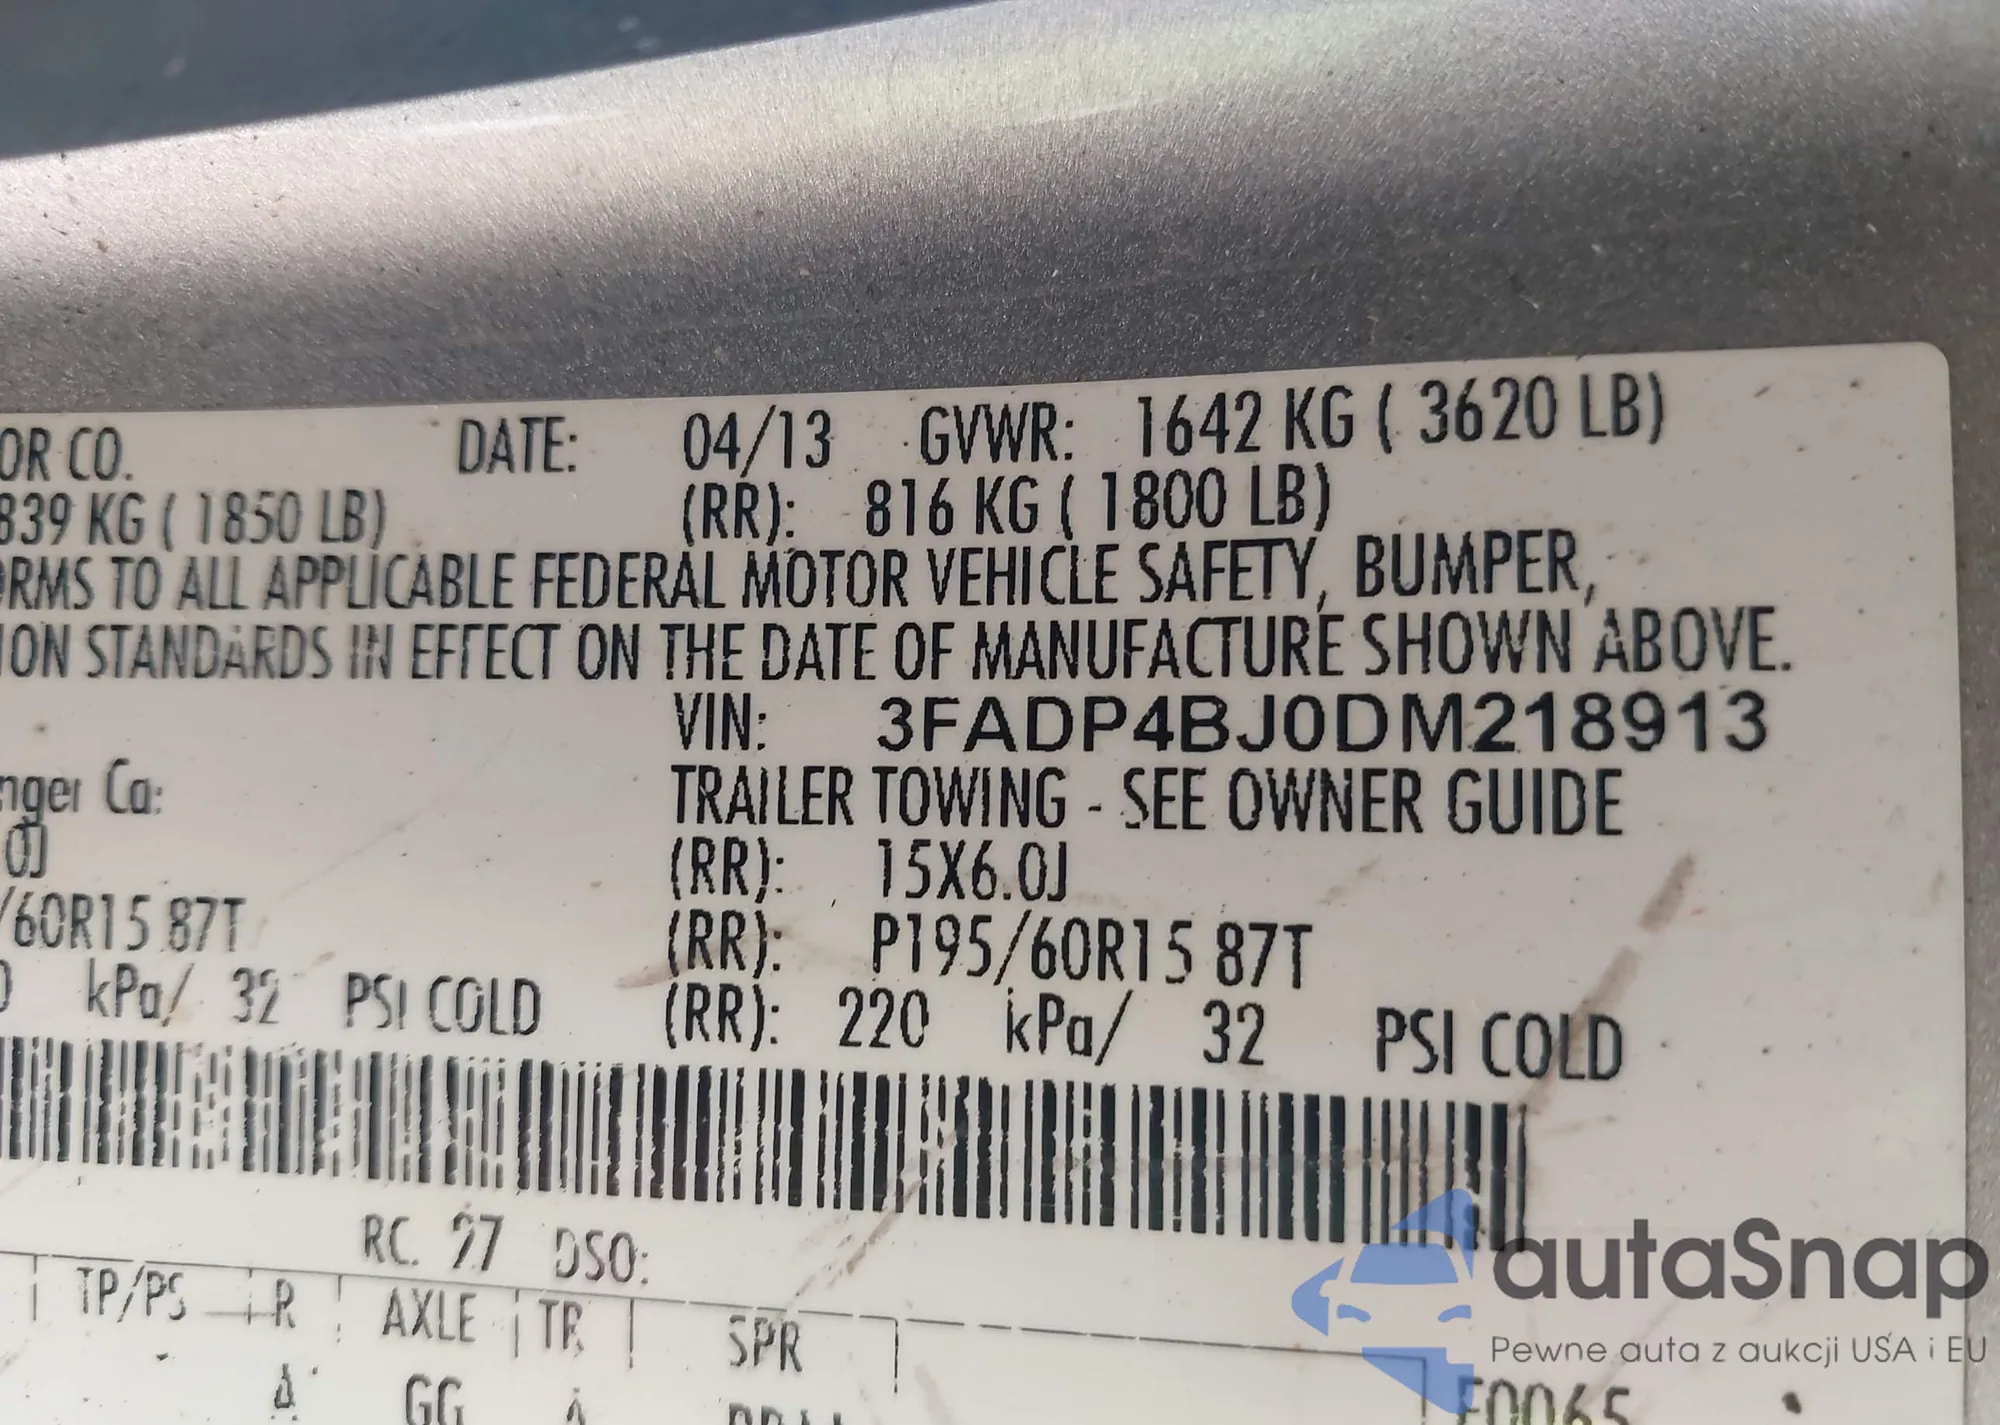 OR CO. DATE: 04/13 GVWR: 1642 KG ( 3620 LB)
839 KG ( 1850 LB) (RR): 816 KG ( 1800 LB)
ORMS TO ALL APPLICABLE FEDERAL MOTOR VEHICLE SAFETY, BUMPER,
ION STANDARDS IN EFFECT ON THE DATE OF MANUFACTURE SHOWN ABOVE.
VIN: 3FADP4BJ0DM218913
TRAILER TOWING - SEE OWNER GUIDE
0J (RR): 15X6.0J
/60R15 87T (RR): P195/60R15 87T
0 kPa/ 32 PSI COLD (RR): 220 kPa/ 32 PSI COLD
RC: 27 DSO:
TP/PS R AXLE TR SPR
A GG A
autaSnap
Pewne auta z aukcji USA i EU